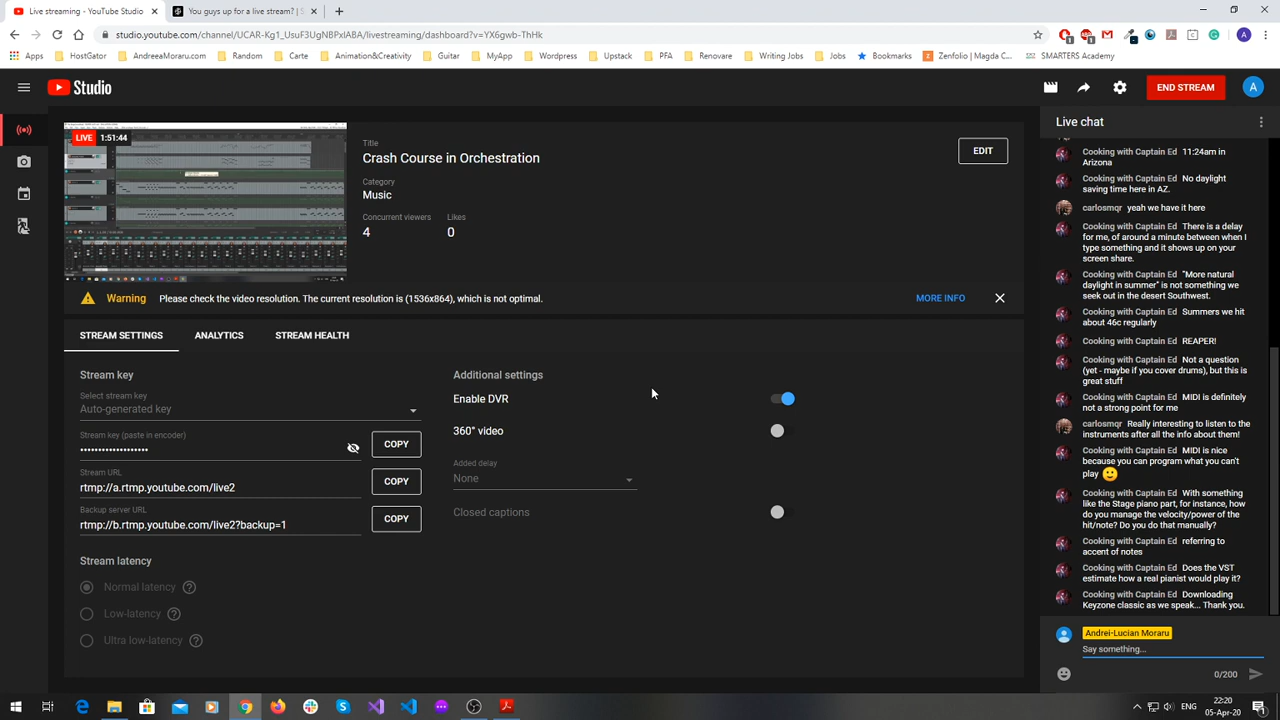 Live streaming - YouTube Studio
You guys up for a live stream? | S
studio.youtube.com/channel/UCAR-Kg1_UsuF3UgNBPxIABA/livestreaming/dashboard?v=YX6gwb-ThHk
Apps HostGator AndreeaMoraru.com Random Carte Animation&Creativity Guitar MyApp Wordpress Upstack PFA Renovare Writing Jobs Jobs Bookmarks Zenfolio | Magda C... SMARTERS Academy
Studio
END STREAM
A
LIVE 1:51:44
Title
Crash Course in Orchestration
EDIT
Category
Music
Concurrent viewers Likes
4 0
Warning Please check the video resolution. The current resolution is (1536x864), which is not optimal. MORE INFO
STREAM SETTINGS ANALYTICS STREAM HEALTH
Stream key
Select stream key
Auto-generated key
Stream key (paste in encoder)
••••••••••••••••••
COPY
Stream URL
rtmp://a.rtmp.youtube.com/live2
COPY
Backup server URL
rtmp://b.rtmp.youtube.com/live2?backup=1
COPY
Stream latency
Normal latency
Low-latency
Ultra low-latency
Additional settings
Enable DVR
360° video
Added delay
None
Closed captions
Live chat
Cooking with Captain Ed 11:24am in
Arizona
Cooking with Captain Ed No daylight
saving time here in AZ.
carlosmqr yeah we have it here
Cooking with Captain Ed There is a delay
for me, of around a minute between when I
type something and it shows up on your
screen share.
Cooking with Captain Ed "More natural
daylight in summer" is not something we
seek out in the desert Southwest.
Cooking with Captain Ed Summers we hit
about 46c regularly
Cooking with Captain Ed REAPER!
Cooking with Captain Ed Not a question
(yet - maybe if you cover drums), but this is
great stuff
Cooking with Captain Ed MIDI is definitely
not a strong point for me
carlosmqr Really interesting to listen to the
instruments after all the info about them!
Cooking with Captain Ed MIDI is nice
because you can program what you can't
play 🙂
Cooking with Captain Ed With something
like the Stage piano part, for instance, how
do you manage the velocity/power of the
hit/note? Do you do that manually?
Cooking with Captain Ed referring to
accent of notes
Cooking with Captain Ed Does the VST
estimate how a real pianist would play it?
Cooking with Captain Ed Downloading
Keyzone classic as we speak... Thank you.
Andrei-Lucian Moraru
Say something...
0/200
ENG
22:20
05-Apr-20